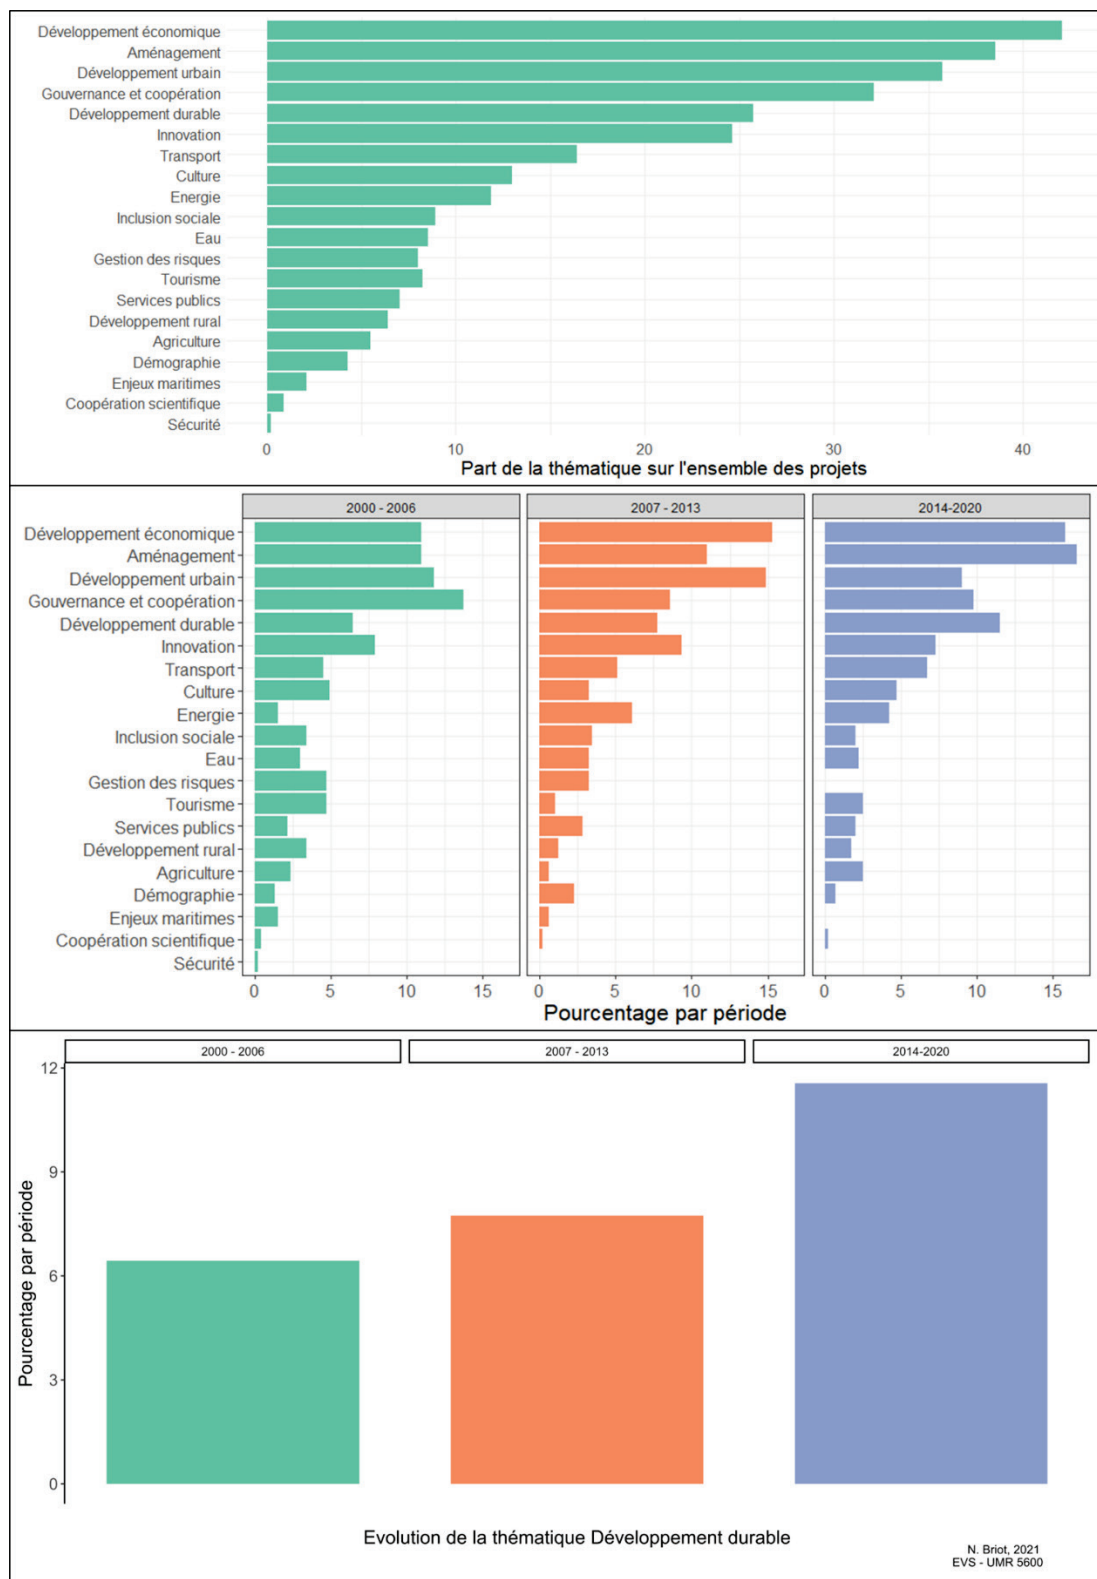 Développement économique
Aménagement
Développement urbain
Gouvernance et coopération
Développement durable
Innovation
Transport
Culture
Energie
Inclusion sociale
Eau
Gestion des risques
Tourisme
Services publics
Développement rural
Agriculture
Démographie
Enjeux maritimes
Coopération scientifique
Sécurité
0 10 20 30 40
Part de la thématique sur l'ensemble des projets
2000 - 2006 2007 - 2013 2014-2020
Développement économique
Aménagement
Développement urbain
Gouvernance et coopération
Développement durable
Innovation
Transport
Culture
Energie
Inclusion sociale
Eau
Gestion des risques
Tourisme
Services publics
Développement rural
Agriculture
Démographie
Enjeux maritimes
Coopération scientifique
Sécurité
0 5 10 15 0 5 10 15 0 5 10 15
Pourcentage par période
2000 - 2006 2007 - 2013 2014-2020
12
9
6
3
0
Pourcentage par période
Evolution de la thématique Développement durable
N. Briot, 2021
EVS - UMR 5600